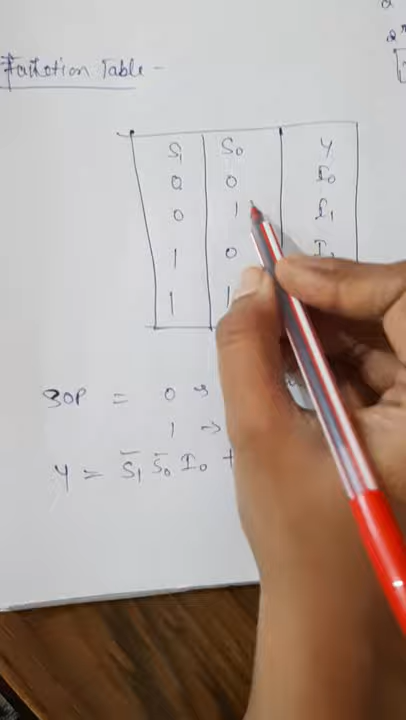 Function Table -
S₁ S₀ Y
0 0 I₀
0 1 I₁
1 0 I₂
1 1
SOP = 0 →
1 →
Y = S̅₁ S̅₀ I₀ +